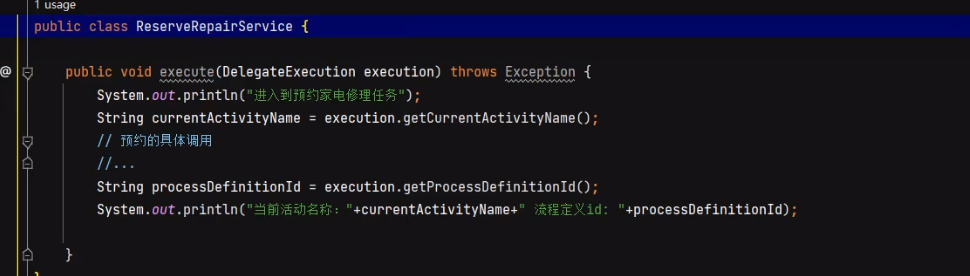 1 usage
public class ReserveRepairService {
@
public void execute(DelegateExecution execution) throws Exception {
System.out.println("进入到预约家电修理任务");
String currentActivityName = execution.getCurrentActivityName();
// 预约的具体调用
//...
String processDefinitionId = execution.getProcessDefinitionId();
System.out.println("当前活动名称："+currentActivityName+" 流程定义id: "+processDefinitionId);
}
}